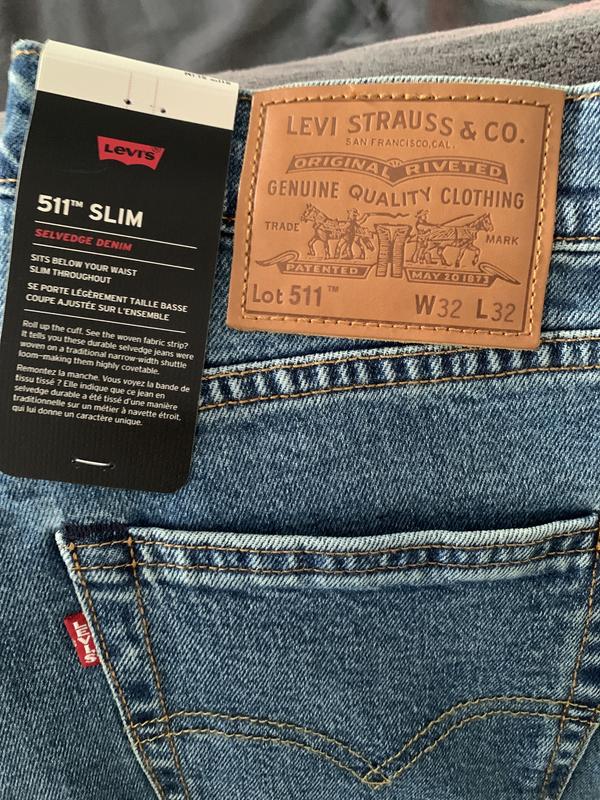 Levi's
511™ SLIM
SELVEDGE DENIM
SITS BELOW YOUR WAIST
SLIM THROUGHOUT
SE PORTE LÉGÈREMENT TAILLE BASSE
COUPE AJUSTÉE SUR L'ENSEMBLE
Roll up the cuff. See the woven fabric strip?
It tells you these durable selvedge jeans were
woven on a traditional narrow-width shuttle
loom—making them highly covetable.
Remontez la manche. Vous voyez la bande de
tissu tissé ? Elle indique que ce jean en
selvedge durable a été tissé d'une manière
traditionnelle sur un métier à navette étroit,
qui lui donne un caractère unique.
LEVI STRAUSS & CO.
SAN FRANCISCO, CAL.
ORIGINAL RIVETED
GENUINE QUALITY CLOTHING
TRADE MARK
PATENTED MAY 20 1873
Lot 511™ W32 L32
LEVI'S